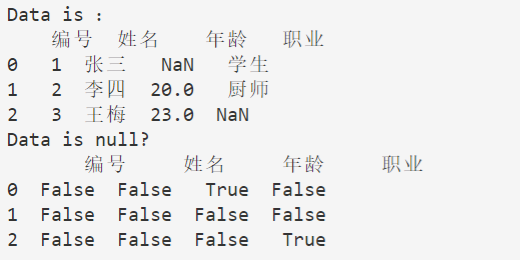 Data is :
编号 姓名 年龄 职业
0 1 张三 NaN 学生
1 2 李四 20.0 厨师
2 3 王梅 23.0 NaN
Data is null?
编号 姓名 年龄 职业
0 False False True False
1 False False False False
2 False False False True